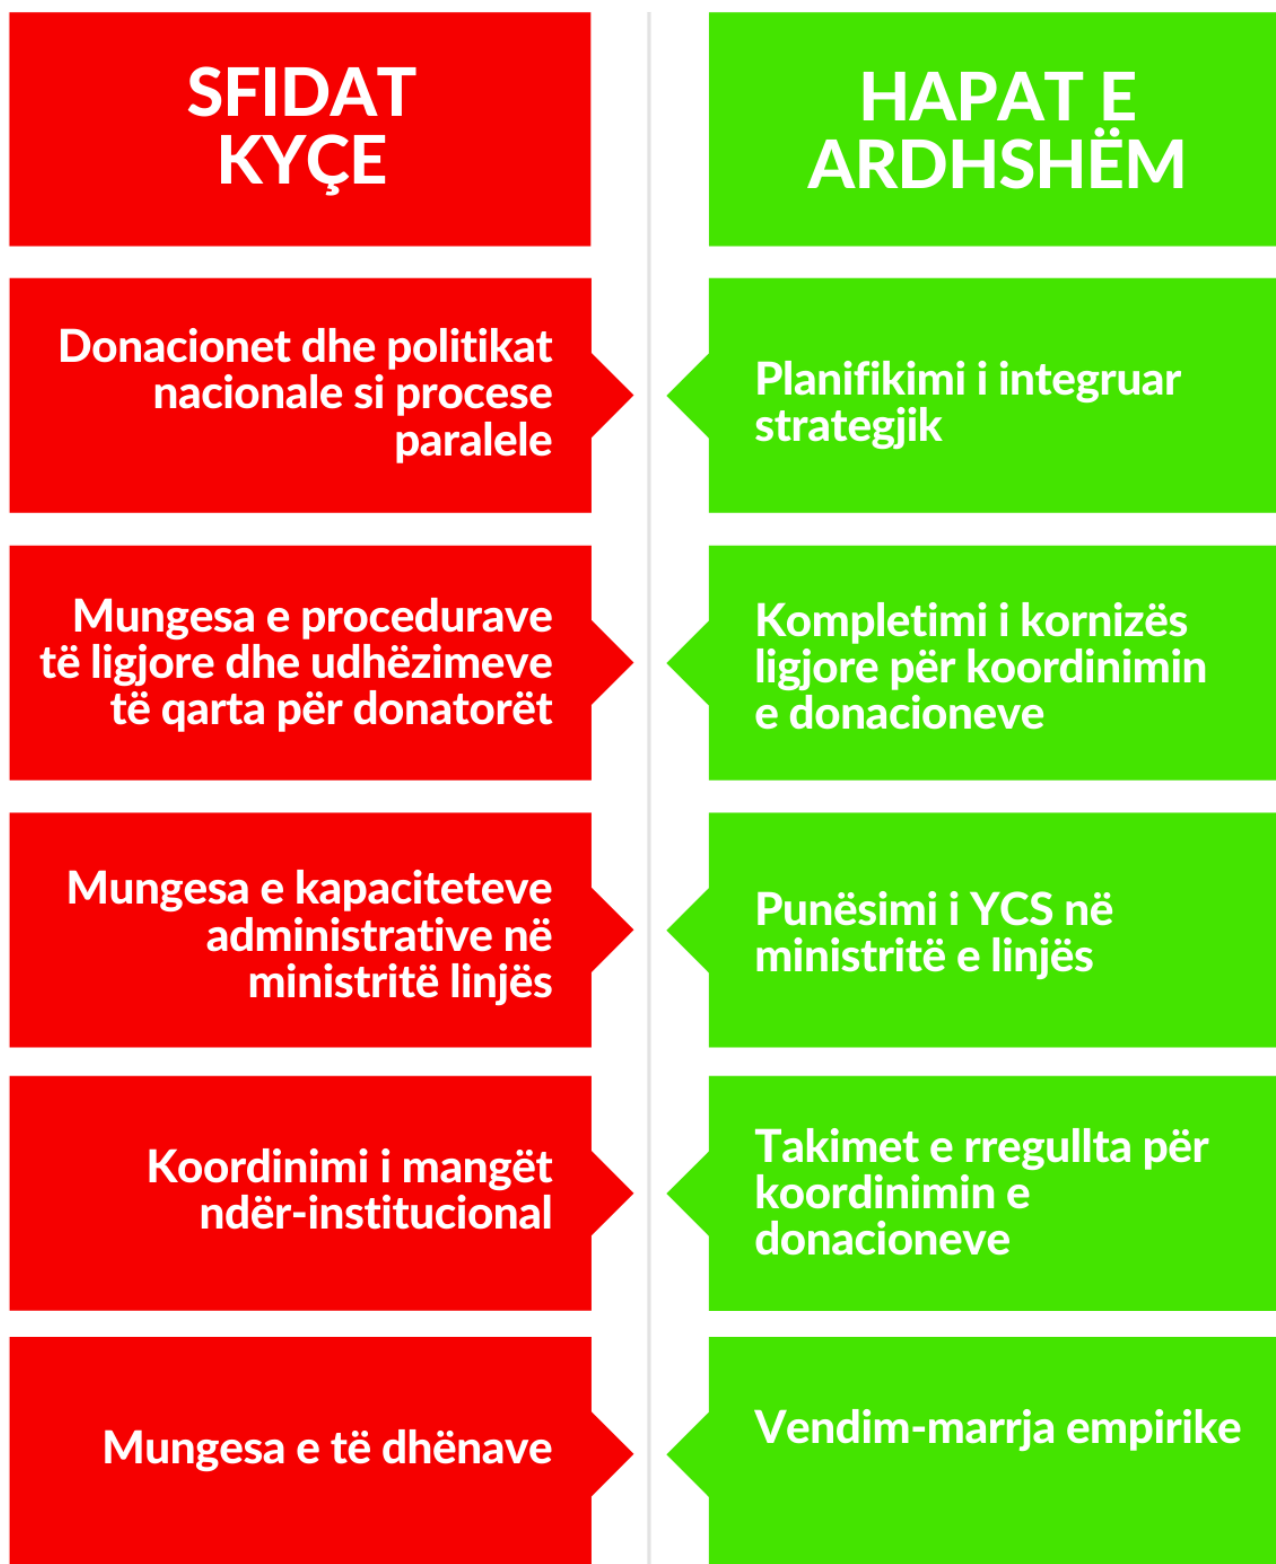 SFIDAT
KYÇE
HAPAT E
ARDHSHËM
Donacionet dhe politikat
nacionale si procese
paralele
Planifikimi i integruar
strategjik
Mungesa e procedurave
të ligjore dhe udhëzimeve
të qarta për donatorët
Kompletimi i kornizës
ligjore për koordinimin
e donacioneve
Mungesa e kapaciteteve
administrative në
ministritë linjës
Punësimi i YCS në
ministritë e linjës
Koordinimi i mangët
ndër-institucional
Takimet e rregullta për
koordinimin e
donacioneve
Mungesa e të dhënave
Vendim-marrja empirike